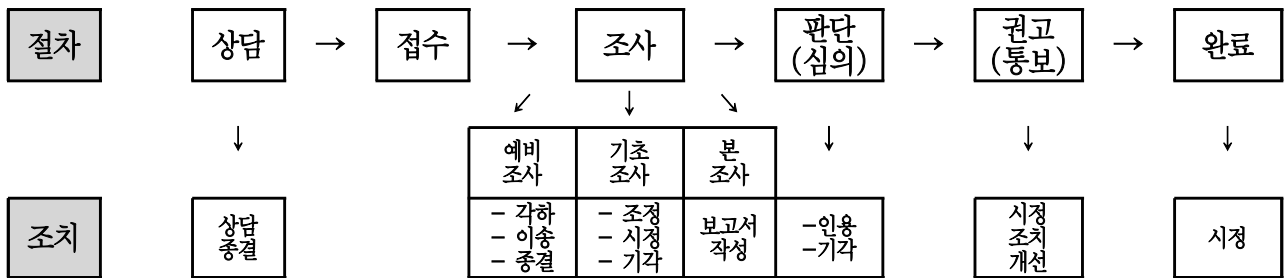 절차
상담 → 접수 → 조사 → 판단 → 권고 → 완료
(심의)
(통보)
↓ ↙ ↓ ↘ ↓ ↓ ↓
예비
조사
기초
조사
본
조사
조치
상담
종결
- 각하
- 이송
- 종결
- 조정
- 시정
- 기각
보고서
작성
-인용
-기각
시정
조치
개선
시정